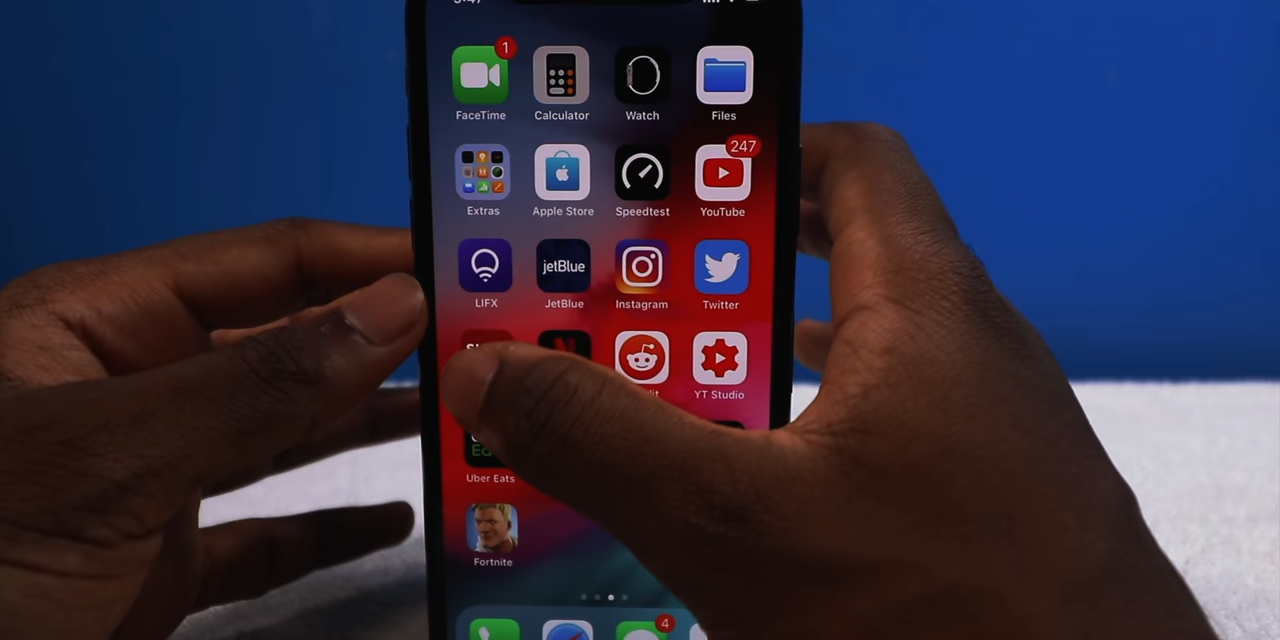 1
FaceTime
Calculator
Watch
Files
247
Extras
Apple Store
Speedtest
YouTube
jetBlue
LIFX
JetBlue
Instagram
Twitter
YT Studio
Uber Eats
Fortnite
4